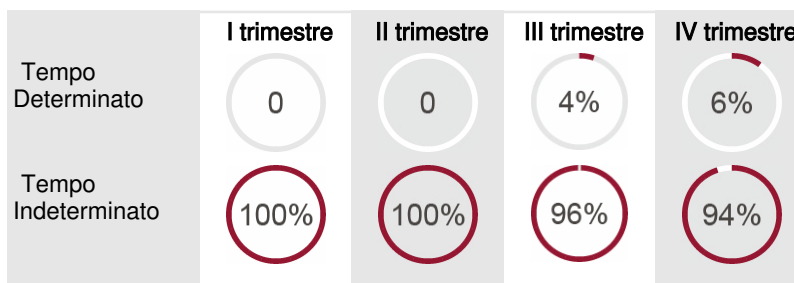 I trimestre II trimestre III trimestre IV trimestre
Tempo
Determinato
0 0 4% 6%
Tempo
Indeterminato
100% 100% 96% 94%